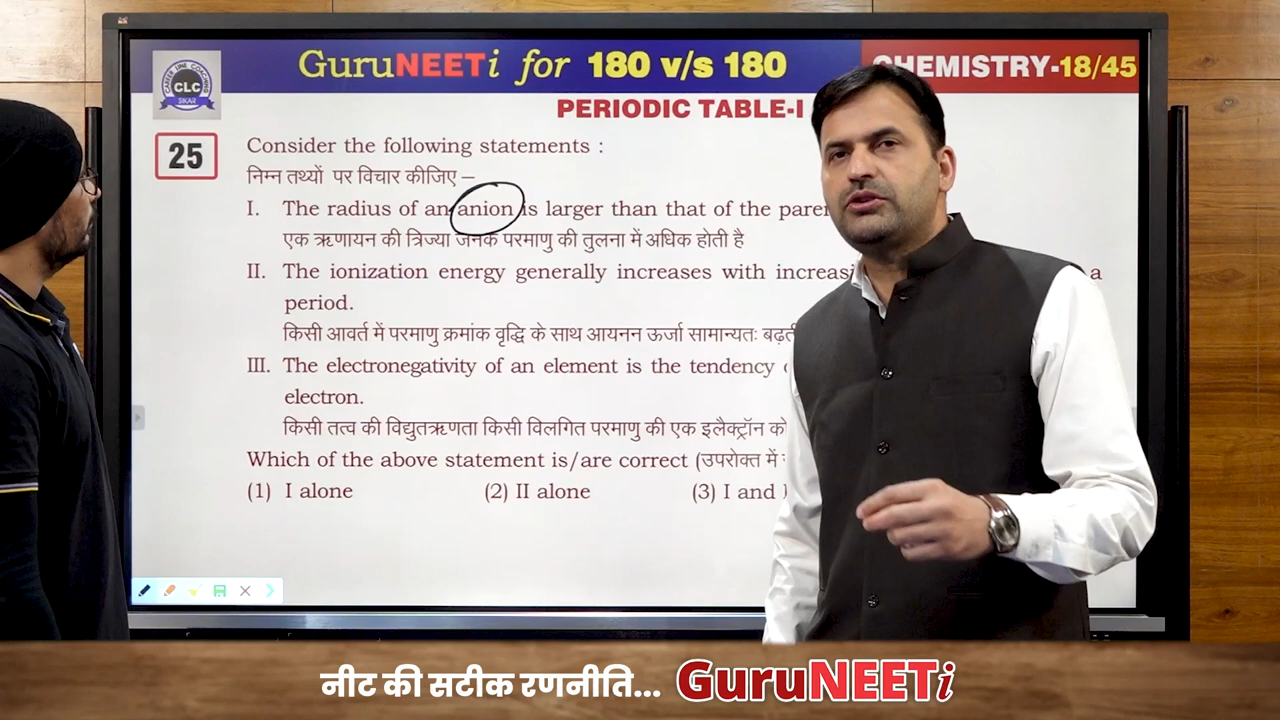 GuruNEETi for 180 v/s 180
CHEMISTRY-18/45
CAREER LINE COACHING
CLC
SIKAR
PERIODIC TABLE-I
25
Consider the following statements :
निम्न तथ्यों पर विचार कीजिए –
I. The radius of an anion is larger than that of the
एक ऋणायन की त्रिज्या जनक परमाणु की तुलना में अधिक होती है
II. The ionization energy generally increases with a
period.
किसी आवर्त में परमाणु क्रमांक वृद्धि के साथ आयनन ऊर्जा सामान्यतः
III. The electronegativity of an element is the tendency
electron.
किसी तत्व की विद्युतऋणता किसी विलगित परमाणु की एक इलैक्ट्रॉन को
Which of the above statement is/are correct (उपरोक्त में
(1) I alone (2) II alone (3) I and
नीट की सटीक रणनीति... GuruNEETi